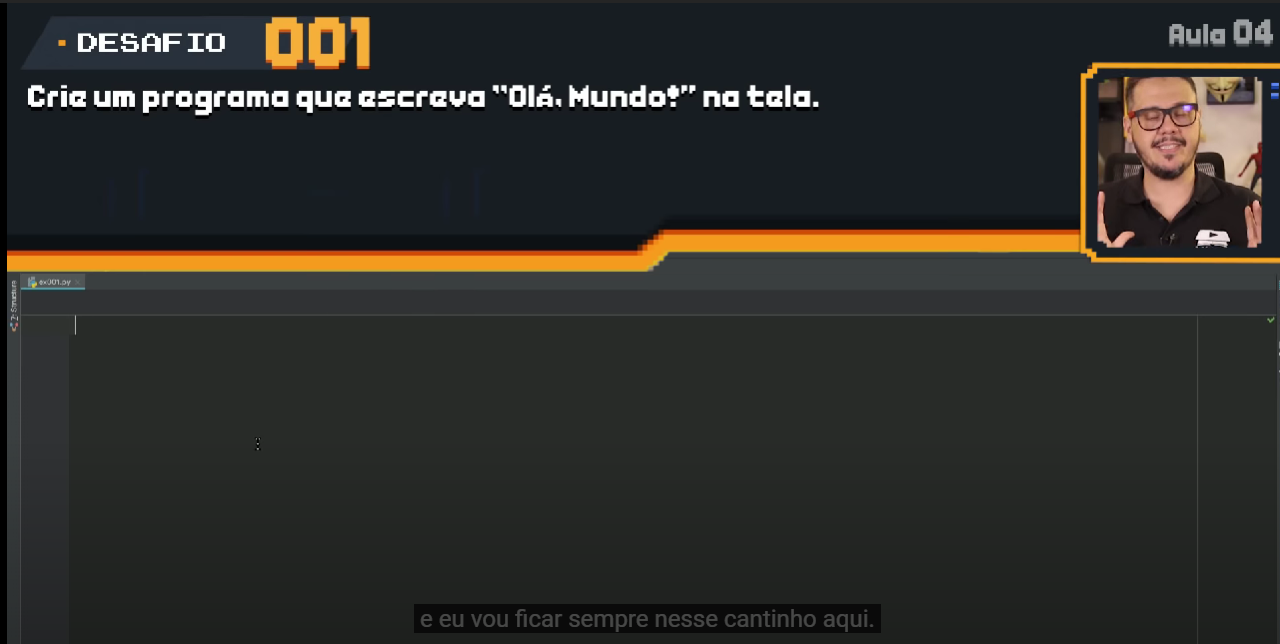 DESAFIO 001
Aula 04
Crie um programa que escreva "Olá, Mundo!" na tela.
ex001.py
Z: Structure
e eu vou ficar sempre nesse cantinho aqui.